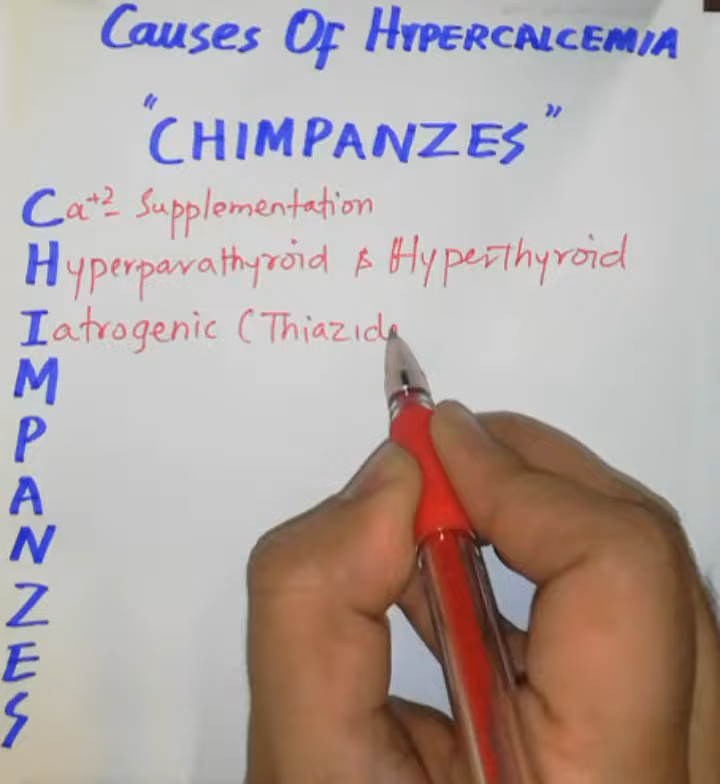 Causes Of HYPERCALCEMIA
"CHIMPANZES"
Ca+2 Supplementation
Hyperparathyroid & Hyperthyroid
Iatrogenic (Thiazide
M
P
A
N
Z
E
S